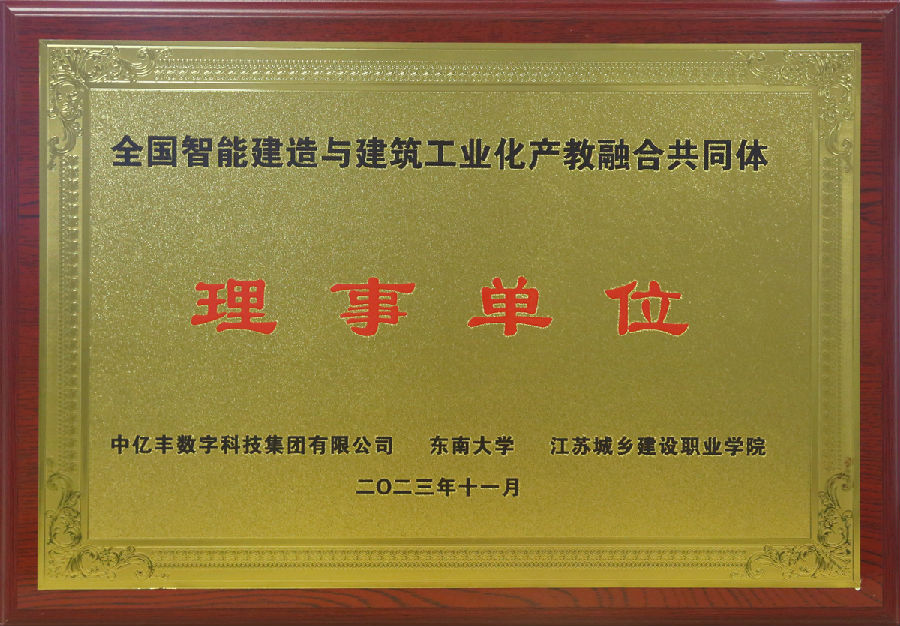 全国智能建造与建筑工业化产教融合共同体
理事单位
中亿丰数字科技集团有限公司 东南大学 江苏城乡建设职业学院
二〇二三年十一月